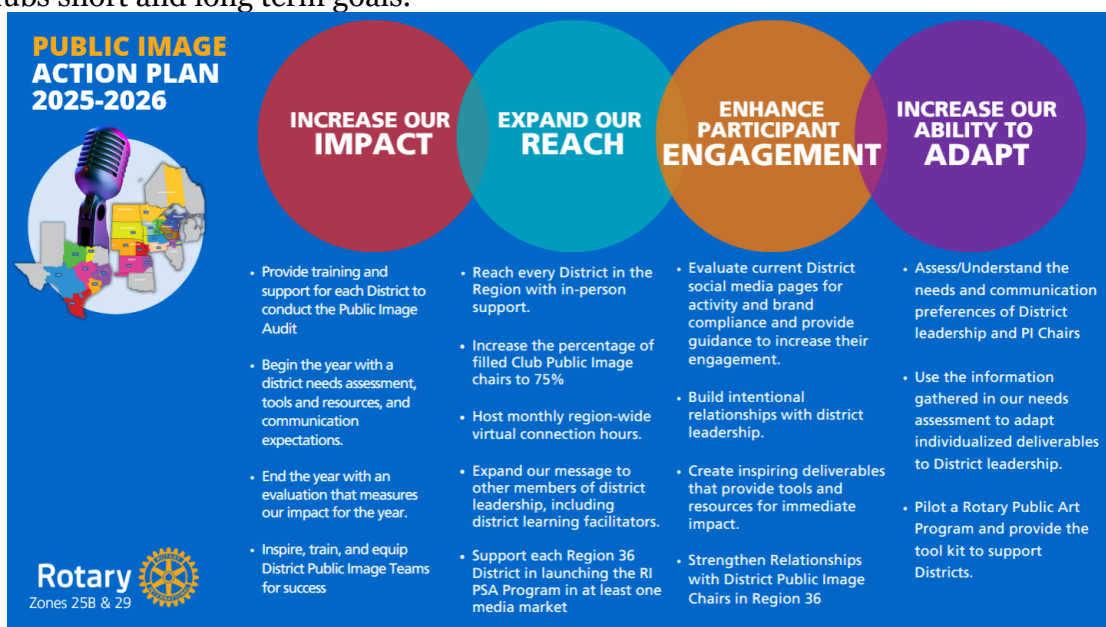 clubs short and long term goals.
PUBLIC IMAGE
ACTION PLAN
2025-2026
INCREASE OUR
IMPACT
EXPAND OUR
REACH
ENHANCE
PARTICIPANT
ENGAGEMENT
INCREASE OUR
ABILITY TO
ADAPT
• Provide training and
support for each District to
conduct the Public Image
Audit
• Begin the year with a
district needs assessment,
tools and resources, and
communication
expectations.
• End the year with an
evaluation that measures
our impact for the year.
• Inspire, train, and equip
District Public Image Teams
for success
• Reach every District in the
Region with in-person
support.
• Increase the percentage of
filled Club Public Image
chairs to 75%
• Host monthly region-wide
virtual connection hours.
• Expand our message to
other members of district
leadership, including
district learning facilitators.
• Support each Region 36
District in launching the RI
PSA Program in at least one
media market
• Evaluate current District
social media pages for
activity and brand
compliance and provide
guidance to increase their
engagement.
• Build intentional
relationships with district
leadership.
• Create inspiring deliverables
that provide tools and
resources for immediate
impact.
• Strengthen Relationships
with District Public Image
Chairs in Region 36
• Assess/Understand the
needs and communication
preferences of District
leadership and PI Chairs
• Use the information
gathered in our needs
assessment to adapt
individualized deliverables
to District leadership.
• Pilot a Rotary Public Art
Program and provide the
tool kit to support
Districts.
Rotary
Zones 25B & 29